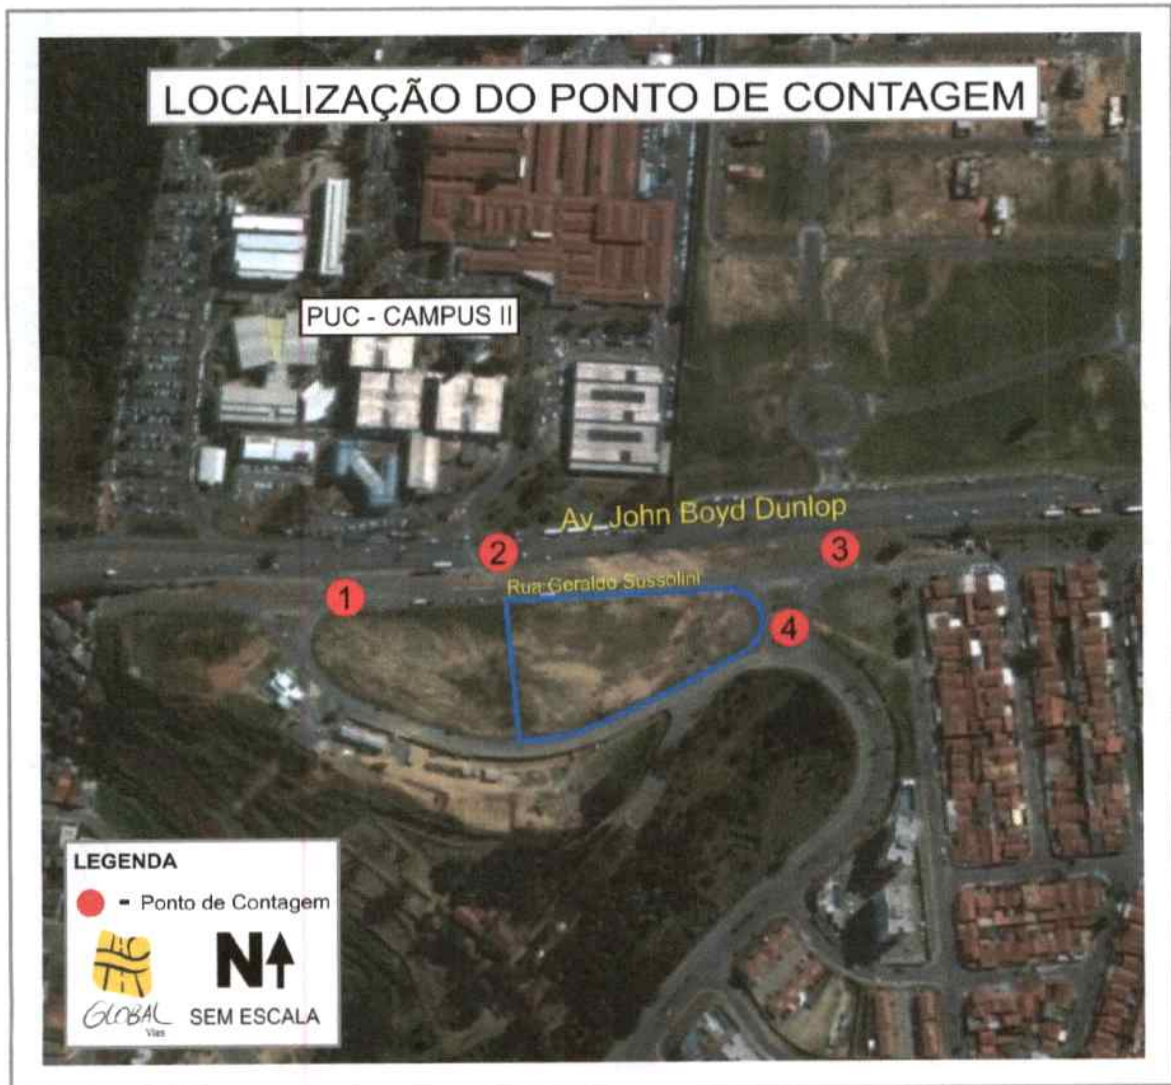 LOCALIZAÇÃO DO PONTO DE CONTAGEM
PUC - CAMPUS II
Av. John Boyd Dunlop
2
3
Rua Geraldo Sussolini
1
4
LEGENDA
- Ponto de Contagem
N
GLOBAL
Vias
SEM ESCALA